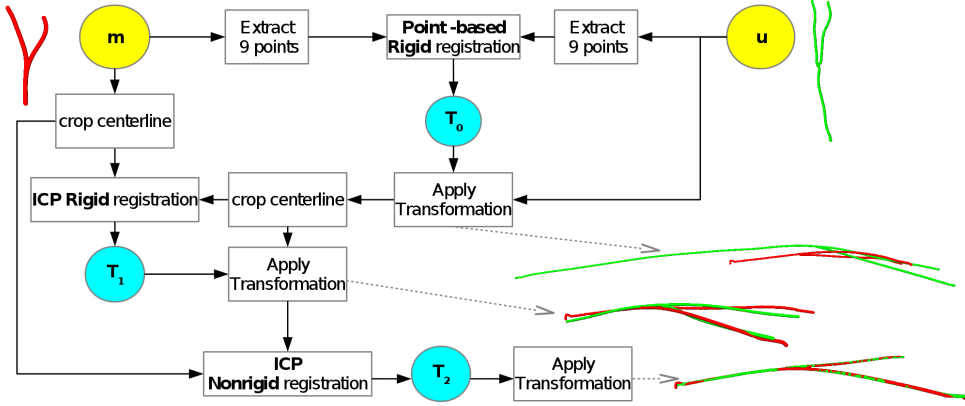 m
Extract
9 points
Point -based
Rigid registration
Extract
9 points
u
crop centerline
T0
ICP Rigid registration
crop centerline
Apply
Transformation
T1
Apply
Transformation
ICP
Nonrigid registration
T2
Apply
Transformation